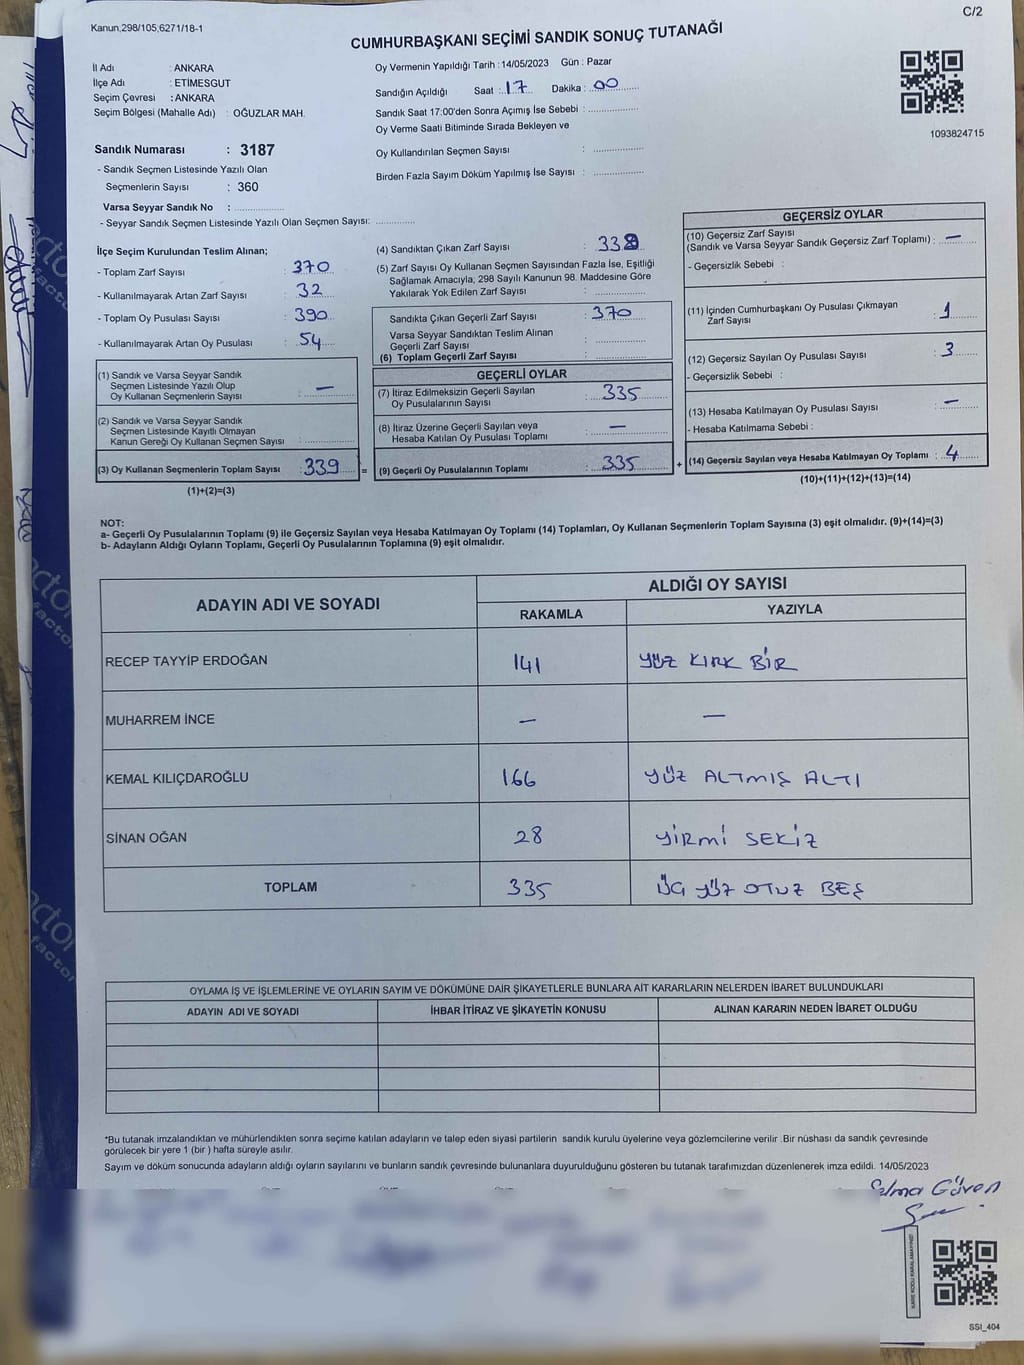 C/2
Kanun,298/105,6271/18-1
CUMHURBAŞKANI SEÇİMİ SANDIK SONUÇ TUTANAĞI
İl Adı : ANKARA
İlçe Adı : ETİMESGUT
Seçim Çevresi : ANKARA
Seçim Bölgesi (Mahalle Adı) : OĞUZLAR MAH.
Sandık Numarası : 3187
- Sandık Seçmen Listesinde Yazılı Olan
Seçmenlerin Sayısı : 360
Varsa Seyyar Sandık No :
- Seyyar Sandık Seçmen Listesinde Yazılı Olan Seçmen Sayısı:
Oy Vermenin Yapıldığı Tarih : 14/05/2023 Gün : Pazar
Sandığın Açıldığı Saat : 17 Dakika : 00
Sandık Saat 17:00'den Sonra Açımış İse Sebebi :
Oy Verme Saati Bitiminde Sırada Bekleyen ve
Oy Kullandırılan Seçmen Sayısı :
Birden Fazla Sayım Döküm Yapılmış İse Sayısı :
1093824715
İlçe Seçim Kurulundan Teslim Alınan;
- Toplam Zarf Sayısı : 370
- Kullanılmayarak Artan Zarf Sayısı : 32
- Toplam Oy Pusulası Sayısı : 390
- Kullanılmayarak Artan Oy Pusulası : 54
(1) Sandık ve Varsa Seyyar Sandık
Seçmen Listesinde Yazılı Olup
Oy Kullanan Seçmenlerin Sayısı : —
(2) Sandık ve Varsa Seyyar Sandık
Seçmen Listesinde Kayıtlı Olmayan
Kanun Gereği Oy Kullanan Seçmen Sayısı :
(3) Oy Kullanan Seçmenlerin Toplam Sayısı : 339 =
(1)+(2)=(3)
(4) Sandıktan Çıkan Zarf Sayısı :
(5) Zarf Sayısı Oy Kullanan Seçmen Sayısından Fazla İse, Eşitliği
Sağlamak Amacıyla, 298 Sayılı Kanunun 98. Maddesine Göre
Yakılarak Yok Edilen Zarf Sayısı :
Sandıkta Çıkan Geçerli Zarf Sayısı : 370
Varsa Seyyar Sandıktan Teslim Alınan
Geçerli Zarf Sayısı :
(6) Toplam Geçerli Zarf Sayısı :
GEÇERLİ OYLAR
(7) İtiraz Edilmeksizin Geçerli Sayılan
Oy Pusulalarının Sayısı : 335
(8) İtiraz Üzerine Geçerli Sayılan veya
Hesaba Katılan Oy Pusulası Toplamı : —
(9) Geçerli Oy Pusulalarının Toplamı : 335 +
GEÇERSİZ OYLAR
(10) Geçersiz Zarf Sayısı
(Sandık ve Varsa Seyyar Sandık Geçersiz Zarf Toplamı) : —
- Geçersizlik Sebebi :
(11) İçinden Cumhurbaşkanı Oy Pusulası Çıkmayan
Zarf Sayısı : 1
(12) Geçersiz Sayılan Oy Pusulası Sayısı : 3
- Geçersizlik Sebebi :
(13) Hesaba Katılmayan Oy Pusulası Sayısı : —
- Hesaba Katılmama Sebebi :
(14) Geçersiz Sayılan veya Hesaba Katılmayan Oy Toplamı : 4
(10)+(11)+(12)+(13)=(14)
NOT:
a- Geçerli Oy Pusulalarının Toplamı (9) ile Geçersiz Sayılan veya Hesaba Katılmayan Oy Toplamı (14) Toplamları, Oy Kullanan Seçmenlerin Toplam Sayısına (3) eşit olmalıdır. (9)+(14)=(3)
b- Adayların Aldığı Oyların Toplamı, Geçerli Oy Pusulalarının Toplamına (9) eşit olmalıdır.
ADAYIN ADI VE SOYADI ALDIĞI OY SAYISI
RAKAMLA YAZIYLA
RECEP TAYYİP ERDOĞAN 141 YÜZ KIRK BİR
MUHARREM İNCE — —
KEMAL KILIÇDAROĞLU 166 YÜZ ALTMIŞ ALTI
SİNAN OĞAN 28 YİRMİ SEKİZ
TOPLAM 335 ÜÇ YÜZ OTUZ BEŞ
OYLAMA İŞ VE İŞLEMLERİNE VE OYLARIN SAYIM VE DÖKÜMÜNE DAİR ŞİKAYETLERLE BUNLARA AİT KARARLARIN NELERDEN İBARET BULUNDUKLARI
ADAYIN ADI VE SOYADI İHBAR İTİRAZ VE ŞİKAYETİN KONUSU ALINAN KARARIN NEDEN İBARET OLDUĞU
*Bu tutanak imzalandıktan ve mühürlendikten sonra seçime katılan adayların ve talep eden siyasi partilerin sandık kurulu üyelerine veya gözlemcilerine verilir .Bir nüshası da sandık çevresinde
görülecek bir yere 1 (bir ) hafta süreyle asılır.
Sayım ve döküm sonucunda adayların aldığı oyların sayılarını ve bunların sandık çevresinde bulunanlara duyurulduğunu gösteren bu tutanak tarafımızdan düzenlenerek imza edildi. 14/05/2023
Selma Güven
SSI_404